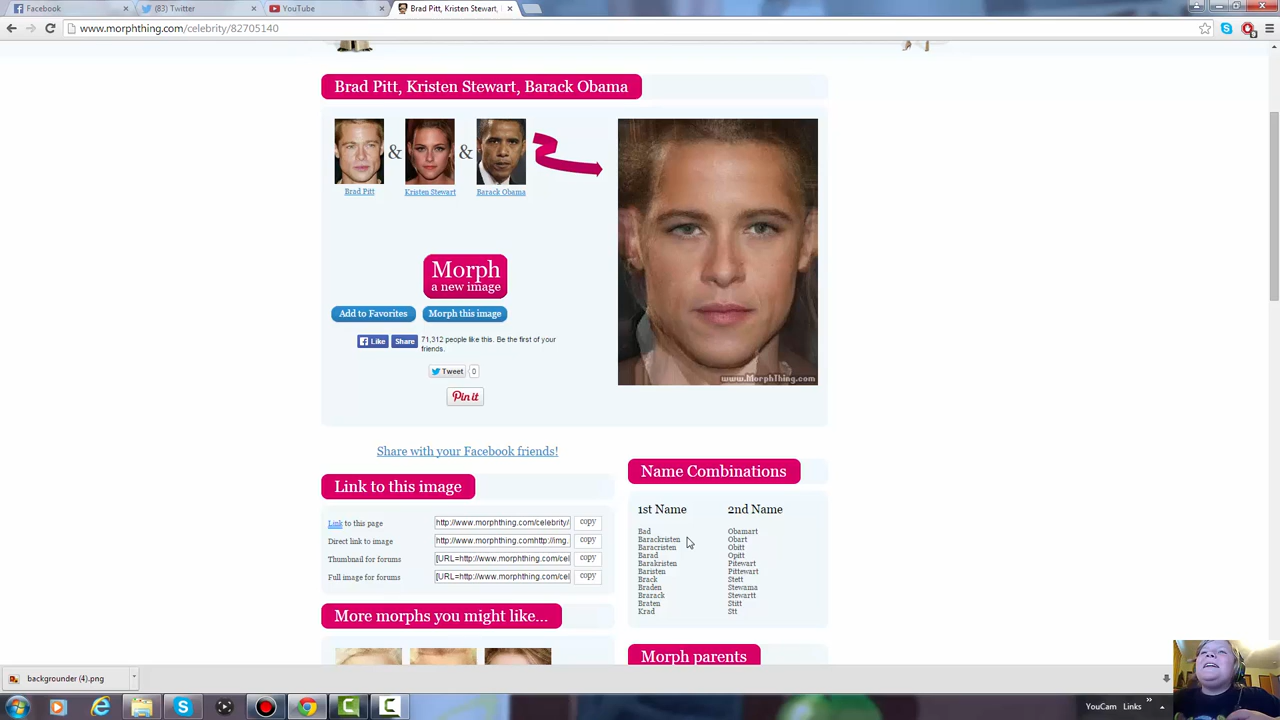 Facebook
(83) Twitter
YouTube
Brad Pitt, Kristen Stewart,
www.morphthing.com/celebrity/82705140
Brad Pitt, Kristen Stewart, Barack Obama
& &
Brad Pitt Kristen Stewart Barack Obama
www.MorphThing.com
Morph
a new image
Add to Favorites Morph this image
Like Share 71,312 people like this. Be the first of your
friends.
Tweet 0
Pin it
Share with your Facebook friends!
Link to this image
Link to this page http://www.morphthing.com/celebrity/ copy
Direct link to image http://www.morphthing.comhttp://img. copy
Thumbnail for forums [URL=http://www.morphthing.com/cel copy
Full image for forums [URL=http://www.morphthing.com/cel copy
More morphs you might like...
Name Combinations
1st Name 2nd Name
Bad Obamart
Barackristen Obart
Baracristen Obitt
Barad Opitt
Barakristen Pitewart
Baristen Pittewart
Brack Stett
Braden Stewama
Brarack Stewartt
Braten Stitt
Krad Stt
Morph parents
backgrounder (4).png
YouCam Links